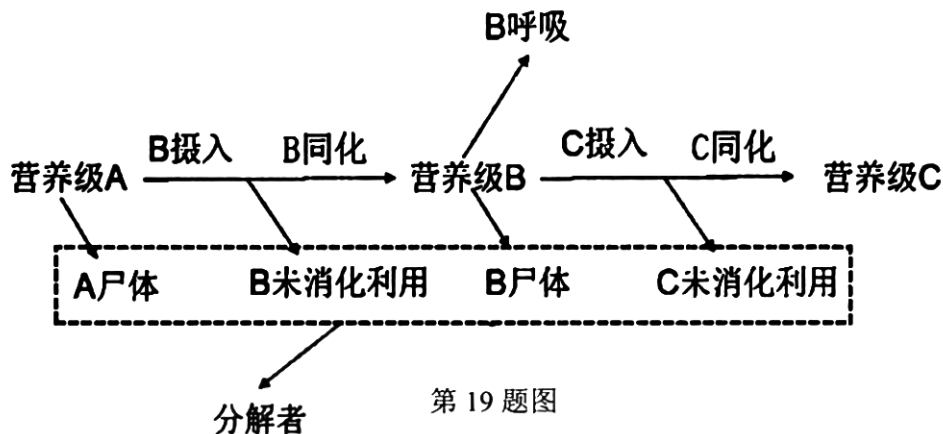 B呼吸
B摄入 B同化 C摄入 C同化
营养级A 营养级B 营养级C
A尸体 B未消化利用 B尸体 C未消化利用
分解者 第 19 题图